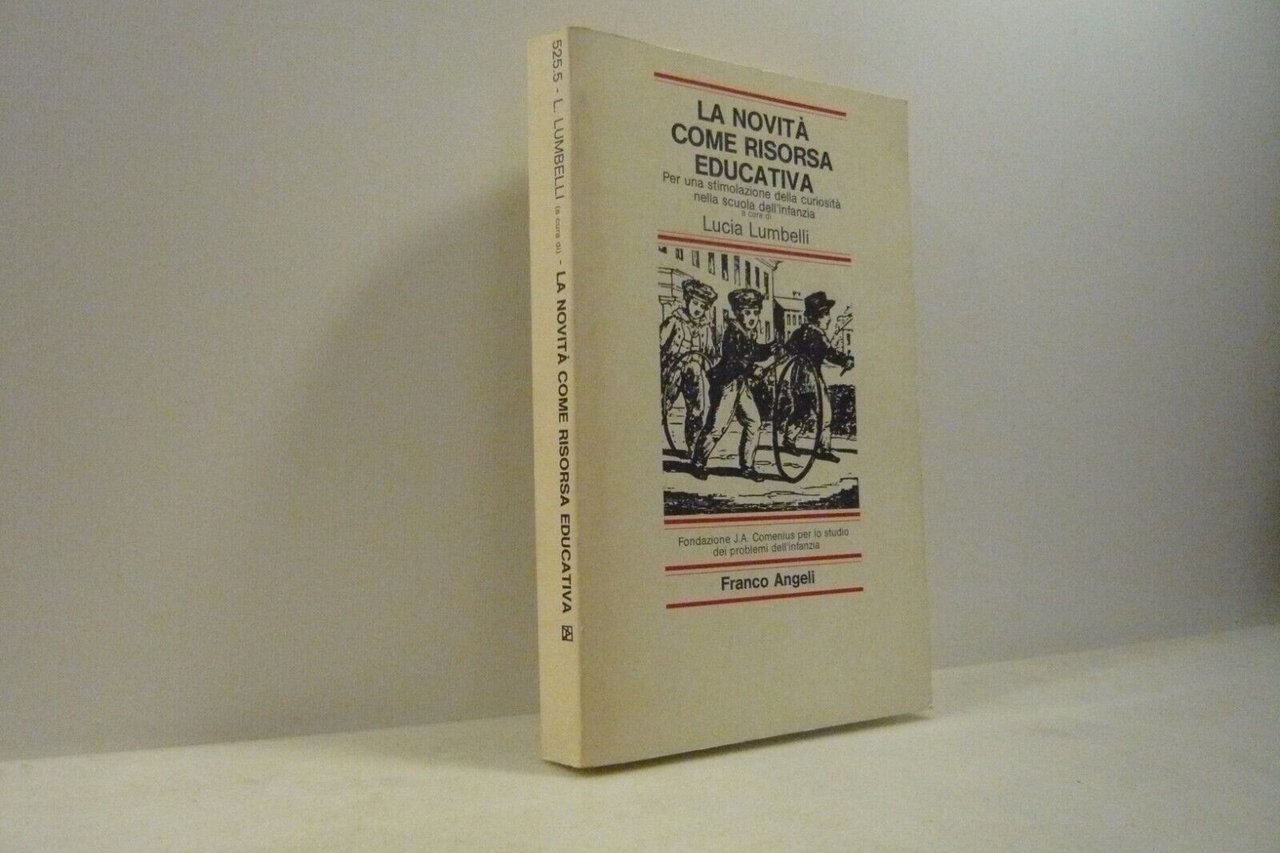 525.5 - L. LUMBELLI (a cura di) - LA NOVITÀ COME RISORSA EDUCATIVA
LA NOVITÀ
COME RISORSA
EDUCATIVA
Per una stimolazione della curiosità
nella scuola dell'infanzia
a cura di
Lucia Lumbelli
Fondazione J.A. Comenius per lo studio
dei problemi dell'infanzia
Franco Angeli